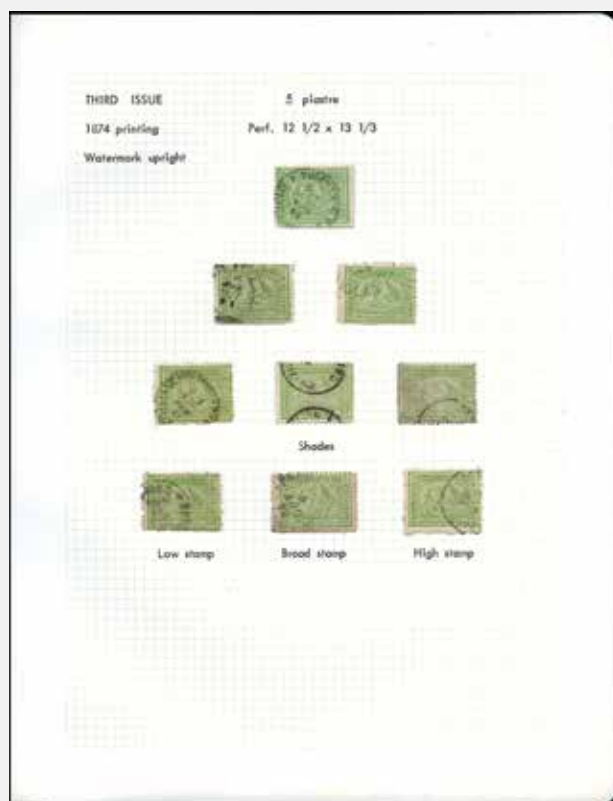 THIRD ISSUE
5 piastre
1874 printing
Perf. 12 1/2 x 13 1/3
Watermark upright
Shades
Low stamp
Broad stamp
High stamp